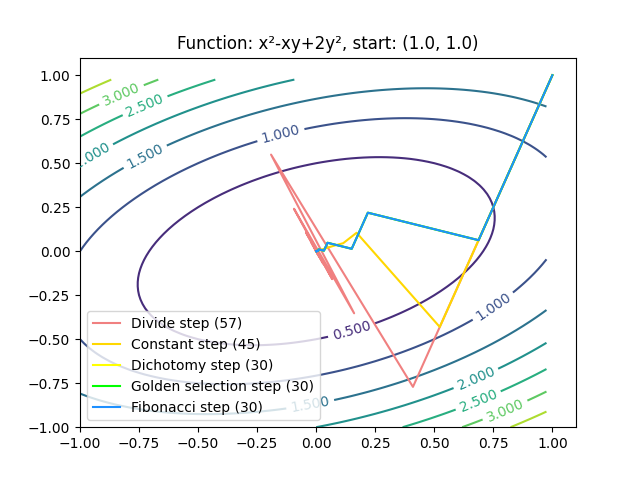 Function: x²-xy+2y², start: (1.0, 1.0)
1.00
0.75
0.50
0.25
0.00
−0.25
−0.50
−0.75
−1.00
3.000
2.500
.000
1.500
1.000
0.500
1.000
1.500
2.000
2.500
3.000
Divide step (57)
Constant step (45)
Dichotomy step (30)
Golden selection step (30)
Fibonacci step (30)
−1.00 −0.75 −0.50 −0.25 0.00 0.25 0.50 0.75 1.00